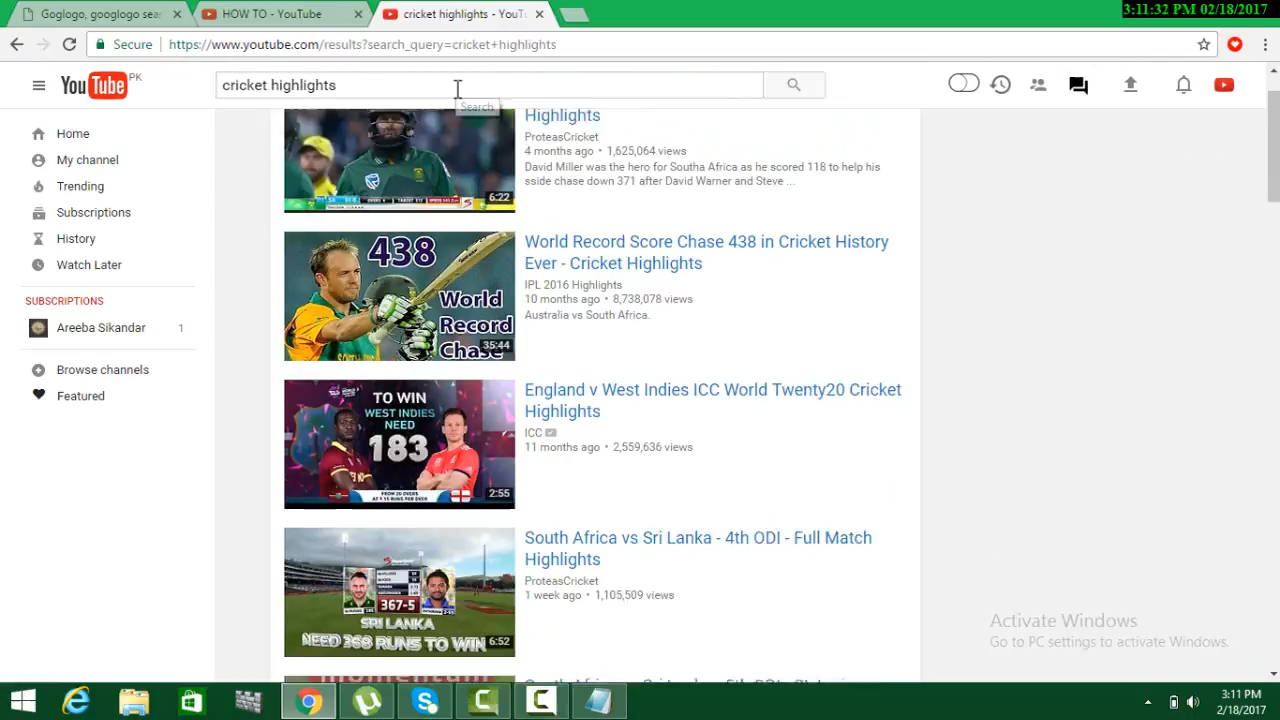 3:11:32 PM 02/18/2017
Goglogo, googlogo sea
HOW TO - YouTube
cricket highlights - YouTu
Secure
https://www.youtube.com/results?search_query=cricket+highlights
YouTube PK
cricket highlights
Search
Home
My channel
Trending
Subscriptions
History
Watch Later
SUBSCRIPTIONS
Areeba Sikandar 1
Browse channels
Featured
6:22
Highlights
ProteasCricket
4 months ago • 1,625,064 views
David Miller was the hero for Southa Africa as he scored 118 to help his
sside chase down 371 after David Warner and Steve ...
438
World
Record
Chase
35:44
World Record Score Chase 438 in Cricket History
Ever - Cricket Highlights
IPL 2016 Highlights
10 months ago • 8,738,078 views
Australia vs South Africa.
TO WIN
WEST INDIES
NEED
183
FROM 20 OVERS
2:55
England v West Indies ICC World Twenty20 Cricket
Highlights
ICC
11 months ago • 2,559,636 views
367-5
SRI LANKA
NEED 368 RUNS TO WIN
6:52
South Africa vs Sri Lanka - 4th ODI - Full Match
Highlights
ProteasCricket
1 week ago • 1,105,509 views
momentum
Activate Windows
Go to PC settings to activate Windows.
3:11 PM
2/18/2017